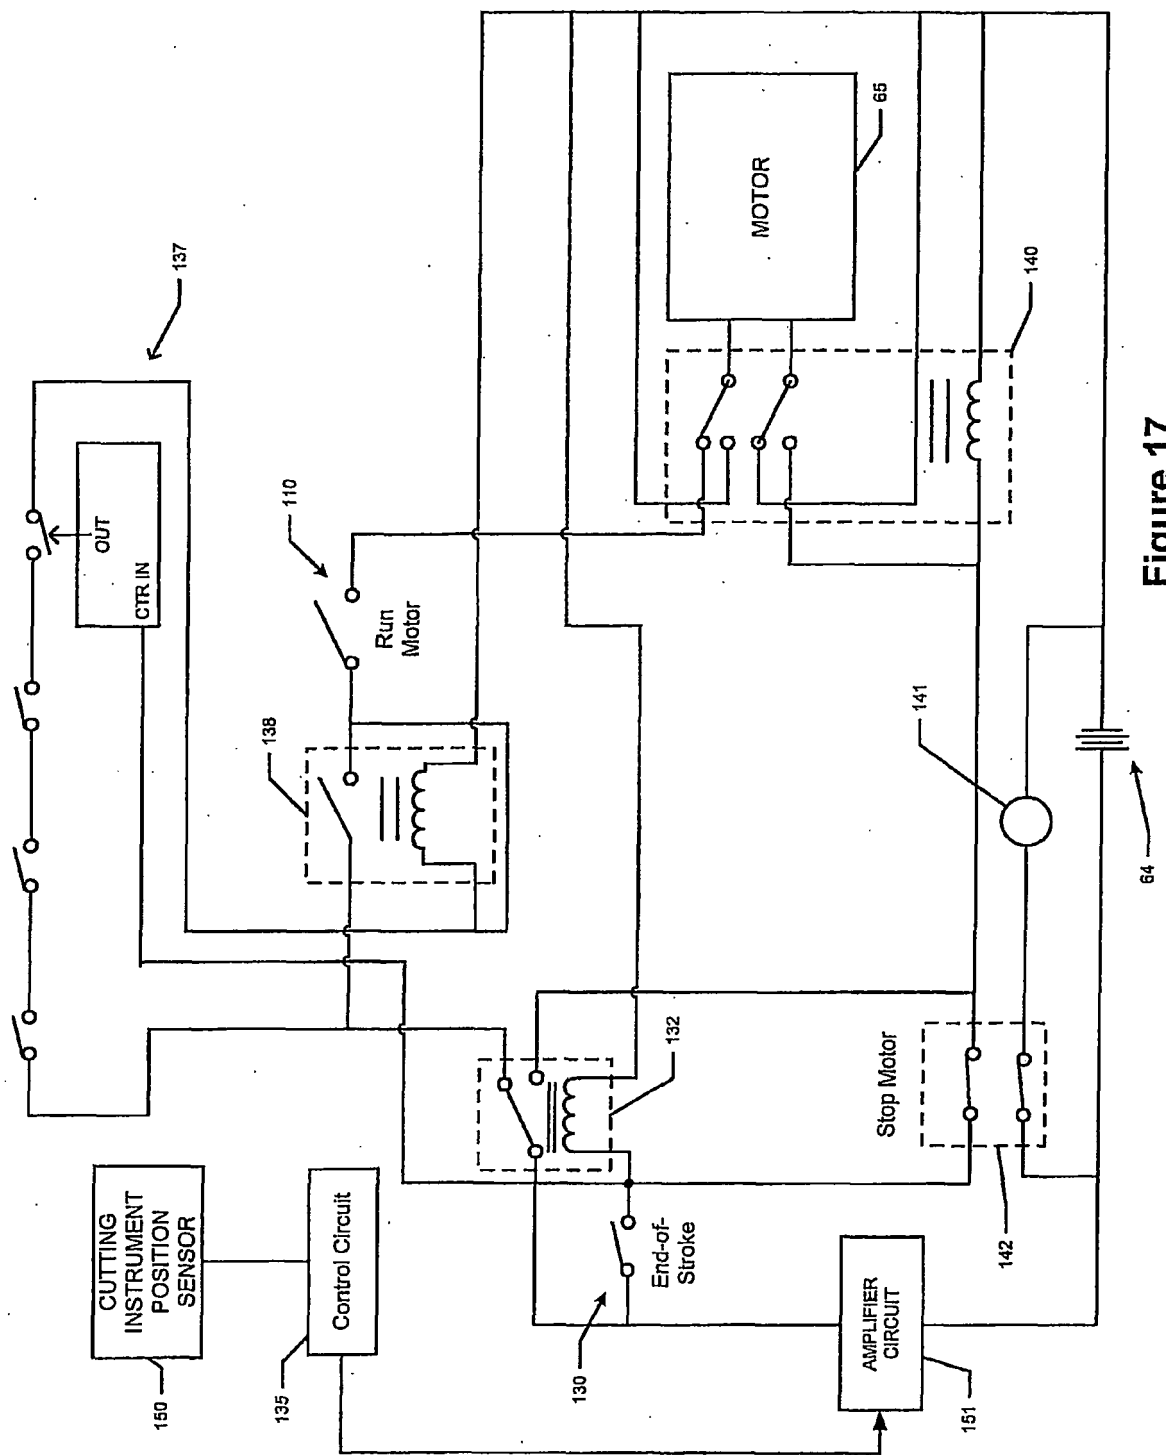 137
OUT
CTR IN
110
Run
Motor
138
MOTOR
65
140
141
64
132
Stop Motor
142
CUTTING
INSTRUMENT
POSITION
SENSOR
150
Control Circuit
135
End-of-
Stroke
130
AMPLIFIER
CIRCUIT
151
Figure 17